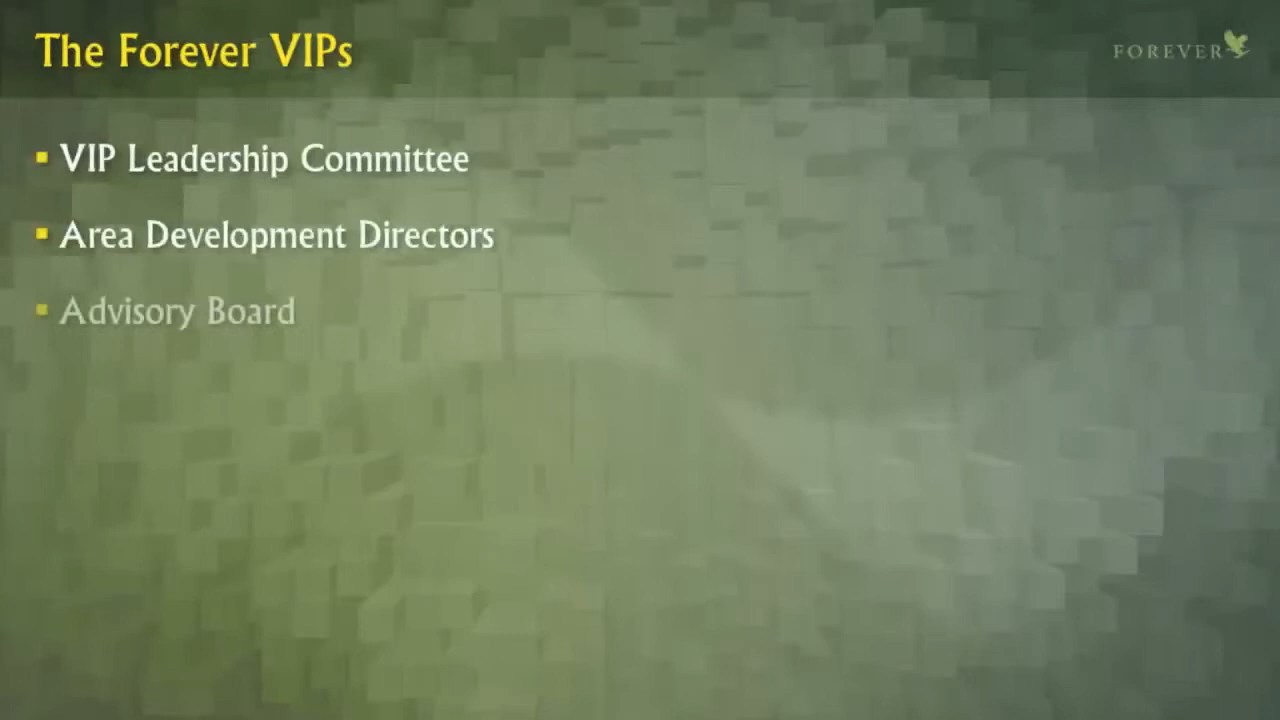 The Forever VIPs
FOREVER
VIP Leadership Committee
Area Development Directors
Advisory Board